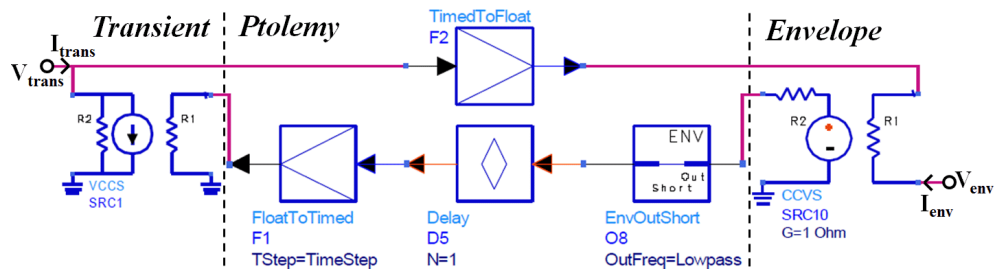 Transient
Ptolemy
TimedToFloat
F2
Envelope
Itrans
Vtrans
R2
R1
VCCS
SRC1
FloatToTimed
F1
TStep=TimeStep
Delay
D5
N=1
ENV
Out
Short
EnvOutShort
O8
OutFreq=Lowpass
R2
R1
CCVS
SRC10
G=1 Ohm
Venv
Ienv